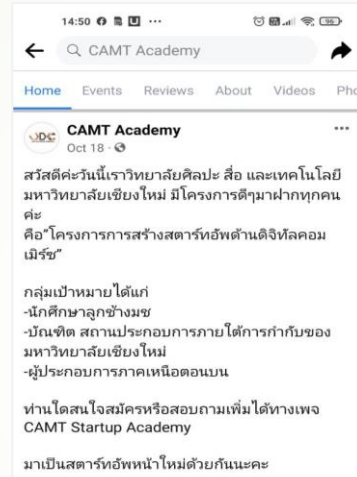 14:50
96
CAMT Academy
Home Events Reviews About Videos Pho
CAMT Academy
Oct 18
สวัสดีค่ะวันนี้เราวิทยาลัยศิลปะ สื่อ และเทคโนโลยี
มหาวิทยาลัยเชียงใหม่ มีโครงการดีๆมาฝากทุกคน
ค่ะ
คือ"โครงการการสร้างสตาร์ทอัพด้านดิจิทัลคอม
เมิร์ซ"
กลุ่มเป้าหมายได้แก่
-นักศึกษาลูกช้างมช
-บัณฑิต สถานประกอบการภายใต้การกำกับของ
มหาวิทยาลัยเชียงใหม่
-ผู้ประกอบการภาคเหนือตอนบน
ท่านใดสนใจสมัครหรือสอบถามเพิ่มได้ทางเพจ
CAMT Startup Academy
มาเป็นสตาร์ทอัพหน้าใหม่ด้วยกันนะคะ